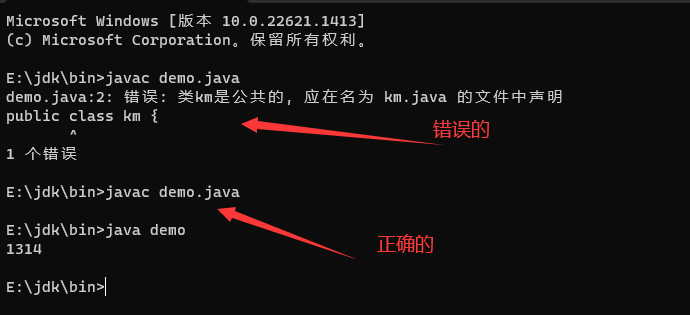 Microsoft Windows [版本 10.0.22621.1413]
(c) Microsoft Corporation。保留所有权利。
E:\jdk\bin>javac demo.java
demo.java:2: 错误: 类km是公共的, 应在名为 km.java 的文件中声明
public class km {
^
错误的
1 个错误
E:\jdk\bin>javac demo.java
E:\jdk\bin>java demo
正确的
1314
E:\jdk\bin>